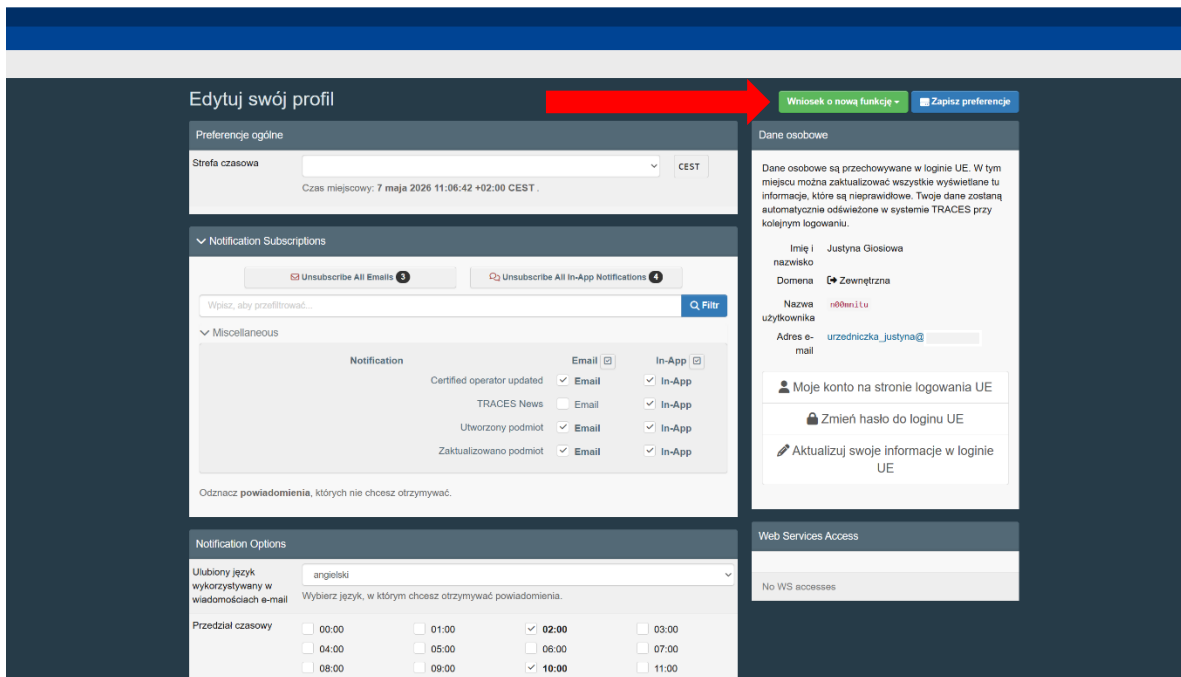 Edytuj swój profil
Wniosek o nową funkcję
Zapisz preferencje
Preferencje ogólne
Strefa czasowa
CEST
Czas miejscowy: 7 maja 2026 11:06:42 +02:00 CEST .
Notification Subscriptions
Unsubscribe All Emails 3
Unsubscribe All In-App Notifications 4
Wpisz, aby przefiltrować...
Filtr
Miscellaneous
Notification Email In-App
Certified operator updated Email In-App
TRACES News Email In-App
Utworzony podmiot Email In-App
Zaktualizowano podmiot Email In-App
Odznacz powiadomienia, których nie chcesz otrzymywać.
Notification Options
Ulubiony język
wykorzystywany w
wiadomościach e-mail
angielski
Wybierz język, w którym chcesz otrzymywać powiadomienia.
Przedział czasowy
00:00 01:00 02:00 03:00
04:00 05:00 06:00 07:00
08:00 09:00 10:00 11:00
Dane osobowe
Dane osobowe są przechowywane w loginie UE. W tym
miejscu można zaktualizować wszystkie wyświetlane tu
informacje, które są nieprawidłowe. Twoje dane zostaną
automatycznie odświeżone w systemie TRACES przy
kolejnym logowaniu.
Imię i
nazwisko
Justyna Giosiowa
Domena
Zewnętrzna
Nazwa
użytkownika
n00mnitu
Adres e-
mail
urzedniczka_justyna@
Moje konto na stronie logowania UE
Zmień hasło do loginu UE
Aktualizuj swoje informacje w loginie
UE
Web Services Access
No WS accesses